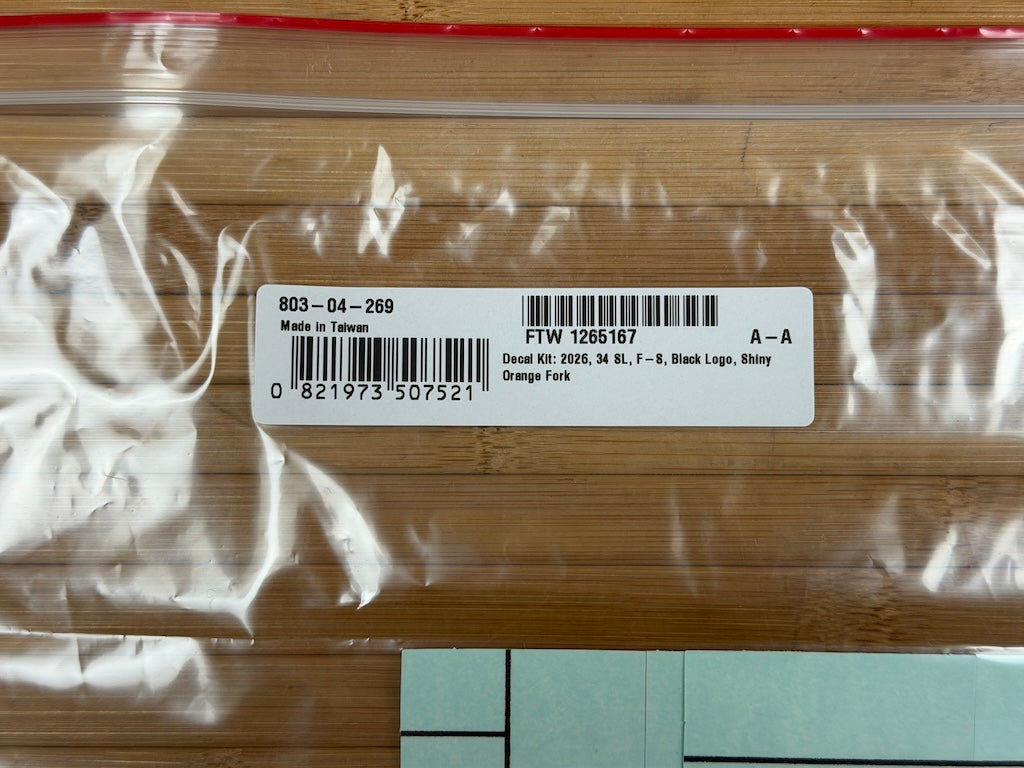 803-04-269
Made in Taiwan
0 821973 507521
FTW 1265167 A-A
Decal Kit: 2026, 34 SL, F-S, Black Logo, Shiny
Orange Fork